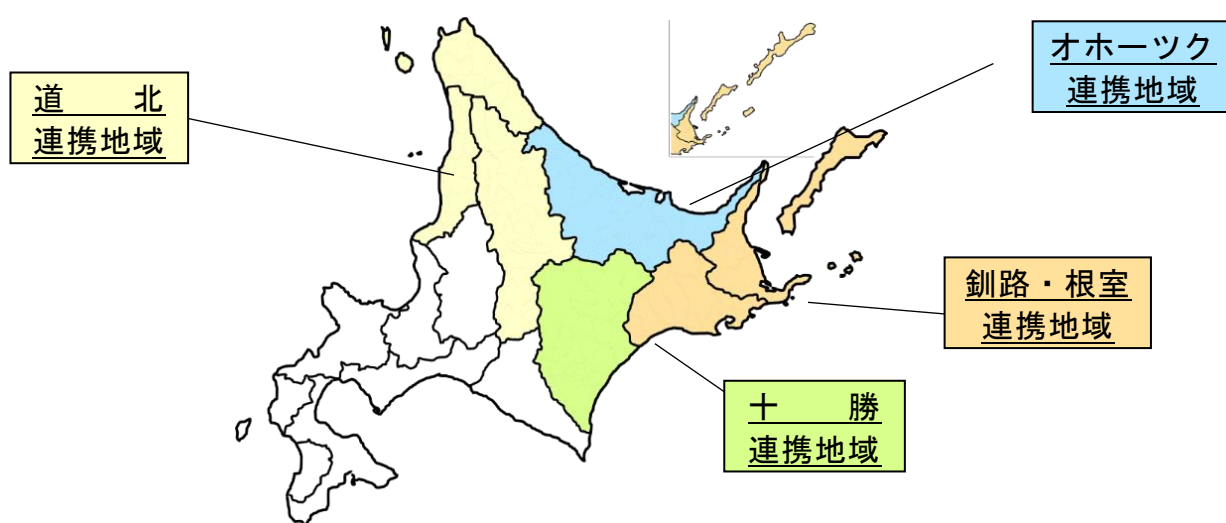 オホーツク
連携地域
道　　北
連携地域
釧路・根室
連携地域
十　　勝
連携地域